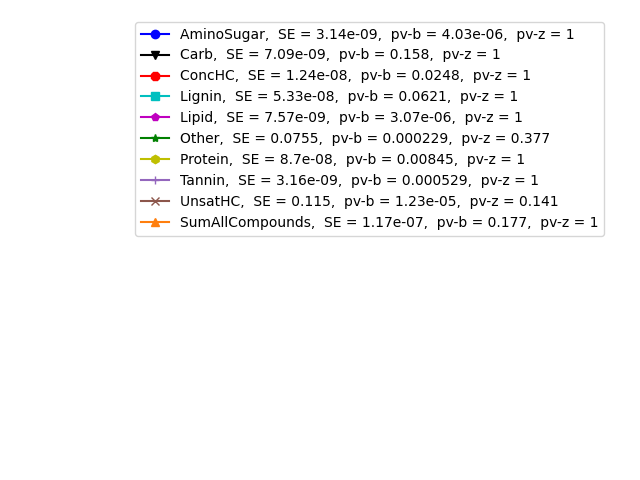 AminoSugar, SE = 3.14e-09, pv-b = 4.03e-06, pv-z = 1
Carb, SE = 7.09e-09, pv-b = 0.158, pv-z = 1
ConcHC, SE = 1.24e-08, pv-b = 0.0248, pv-z = 1
Lignin, SE = 5.33e-08, pv-b = 0.0621, pv-z = 1
Lipid, SE = 7.57e-09, pv-b = 3.07e-06, pv-z = 1
Other, SE = 0.0755, pv-b = 0.000229, pv-z = 0.377
Protein, SE = 8.7e-08, pv-b = 0.00845, pv-z = 1
Tannin, SE = 3.16e-09, pv-b = 0.000529, pv-z = 1
UnsatHC, SE = 0.115, pv-b = 1.23e-05, pv-z = 0.141
SumAllCompounds, SE = 1.17e-07, pv-b = 0.177, pv-z = 1